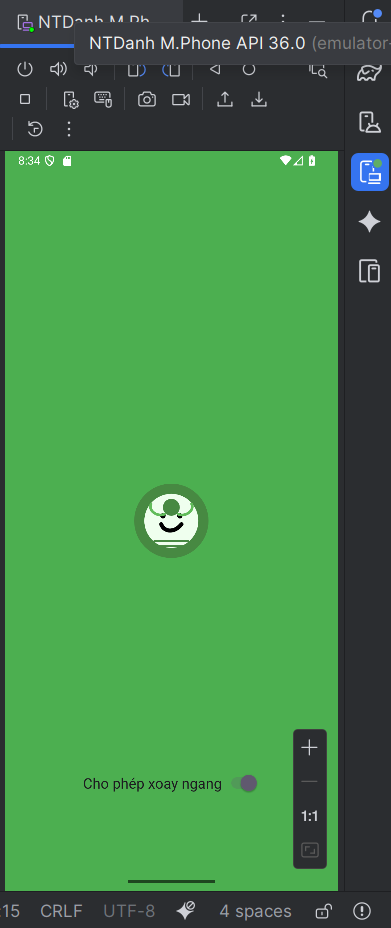 NTDanh M.Ph
NTDanh M.Phone API 36.0 (emulator-
8:34
Cho phép xoay ngang
1:1
:15 CRLF UTF-8 4 spaces